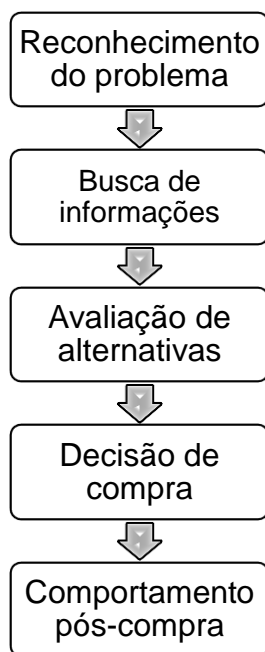 Reconhecimento
do problema
Busca de
informações
Avaliação de
alternativas
Decisão de
compra
Comportamento
pós-compra